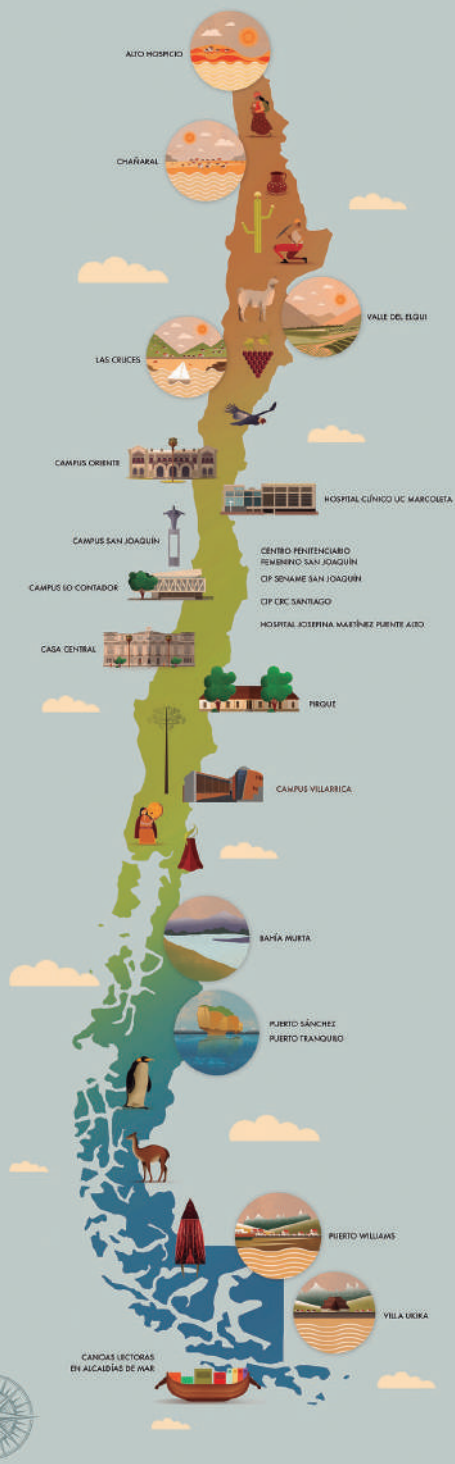 ALTO HOSPICIO
CHAÑARAL
VALLE DEL ELQUI
LAS CRUCES
CAMPUS ORIENTE
HOSPITAL CLÍNICO UC MARCOLETA
CAMPUS SAN JOAQUÍN
CENTRO PENITENCIARIO
FEMENINO SAN JOAQUÍN
CIP SENAME SAN JOAQUÍN
CAMPUS LO CONTADOR
CIP CRC SANTIAGO
HOSPITAL JOSEFINA MARTÍNEZ PUENTE ALTO
CASA CENTRAL
PIRQUE
CAMPUS VILLARRICA
BAHÍA MURTA
PUERTO SÁNCHEZ
PUERTO TRANQUILO
PUERTO WILLIAMS
VILLA UKIKA
CANOAS LECTORAS
EN ALCALDÍAS DE MAR